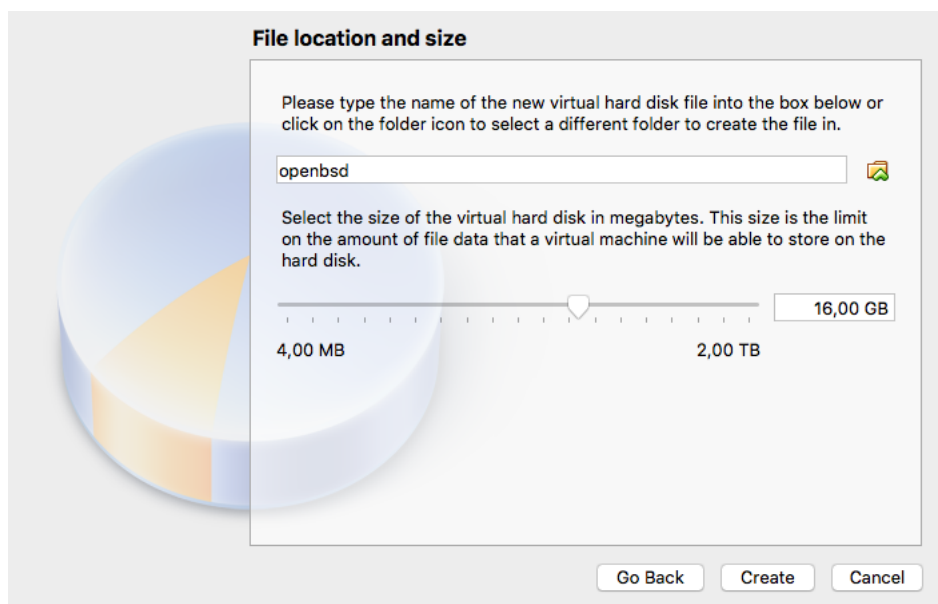 File location and size
Please type the name of the new virtual hard disk file into the box below or
click on the folder icon to select a different folder to create the file in.
openbsd
Select the size of the virtual hard disk in megabytes. This size is the limit
on the amount of file data that a virtual machine will be able to store on the
hard disk.
16,00 GB
4,00 MB
2,00 TB
Go Back
Create
Cancel